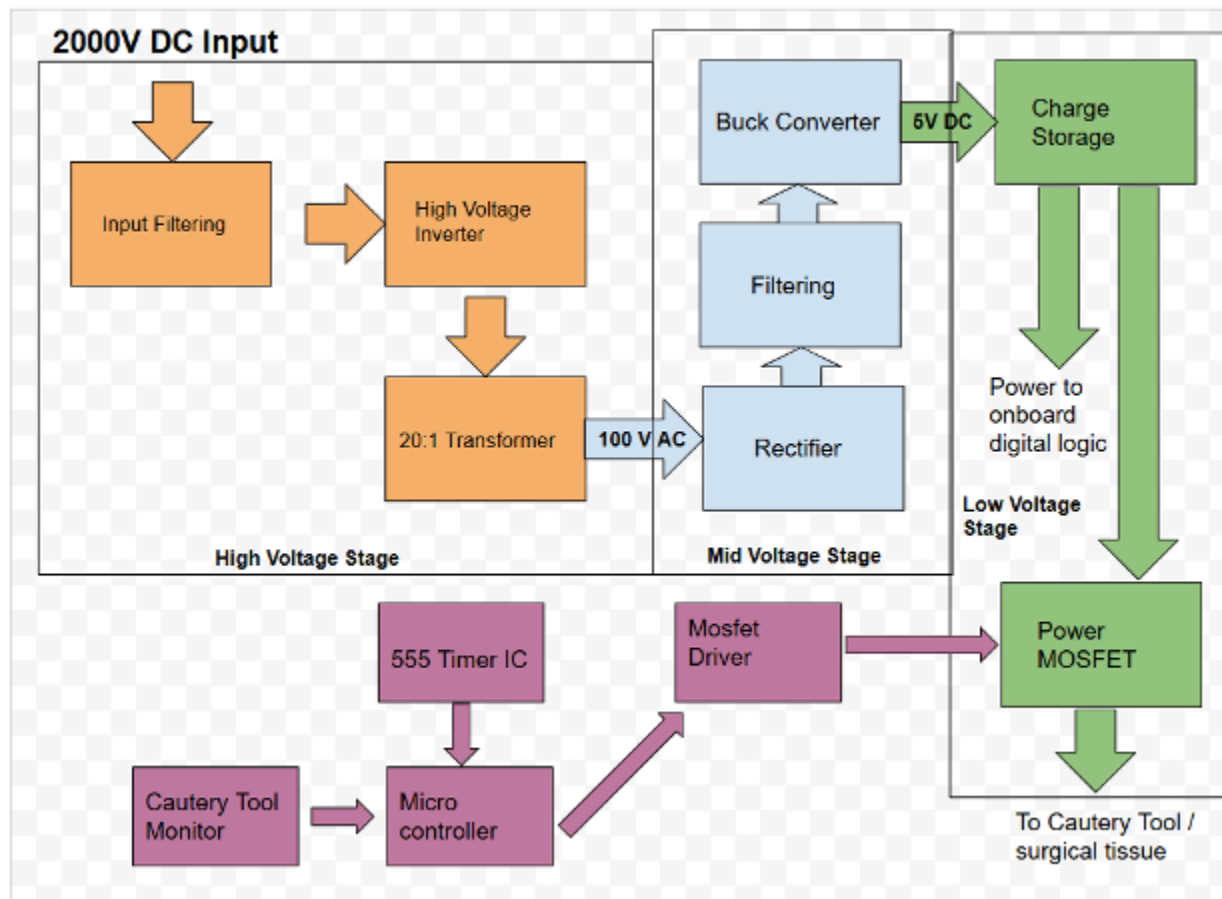 2000V DC Input
Input Filtering
High Voltage
Inverter
20:1 Transformer
100 V AC
High Voltage Stage
Buck Converter
Filtering
Rectifier
Mid Voltage Stage
5V DC
Charge
Storage
Power to
onboard
digital logic
Low Voltage
Stage
Power
MOSFET
To Cautery Tool /
surgical tissue
555 Timer IC
Mosfet
Driver
Cautery Tool
Monitor
Micro
controller